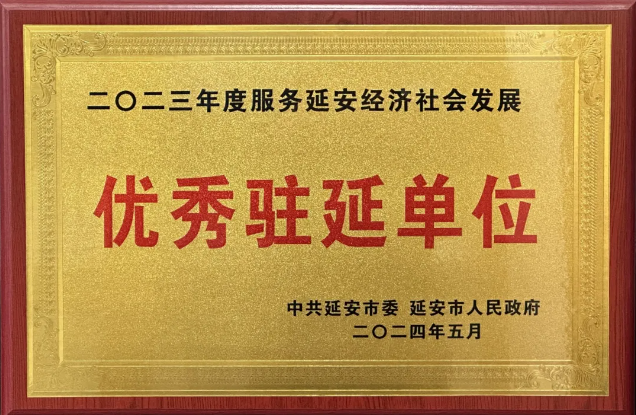 二〇二三年度服务延安经济社会发展
优秀驻延单位
中共延安市委 延安市人民政府
二〇二四年五月